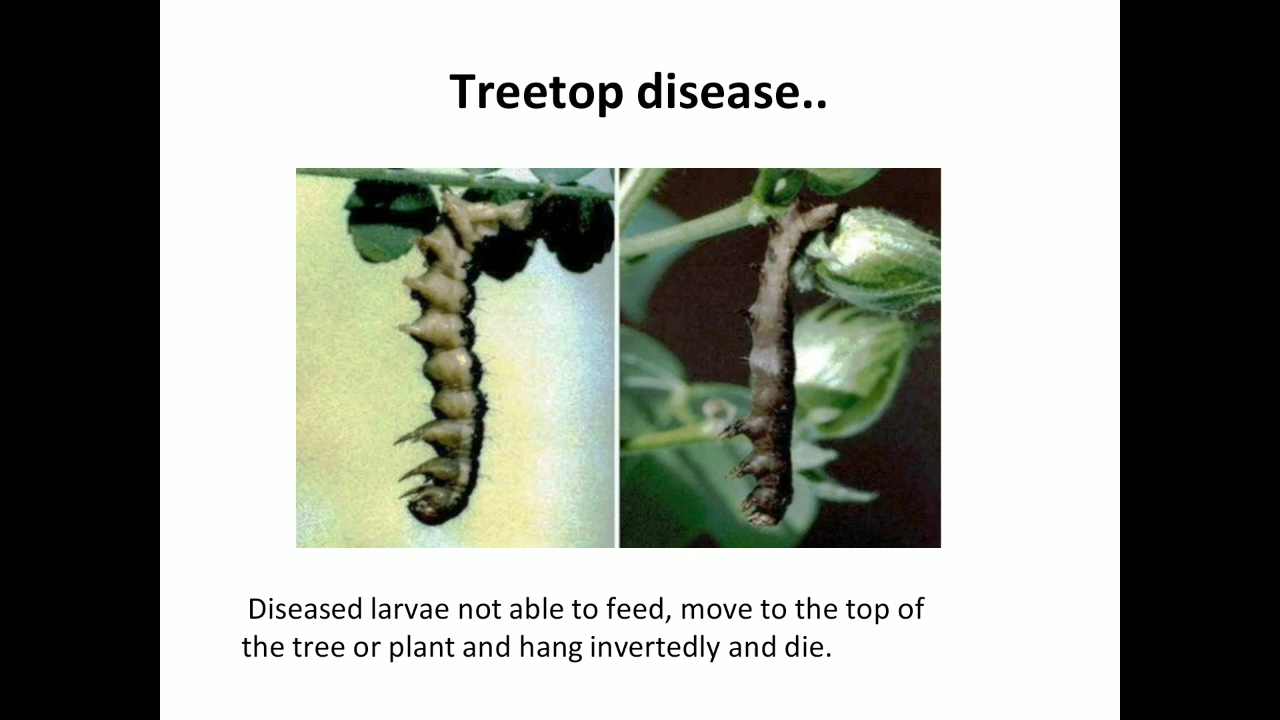 Treetop disease..
Diseased larvae not able to feed, move to the top of
the tree or plant and hang invertedly and die.